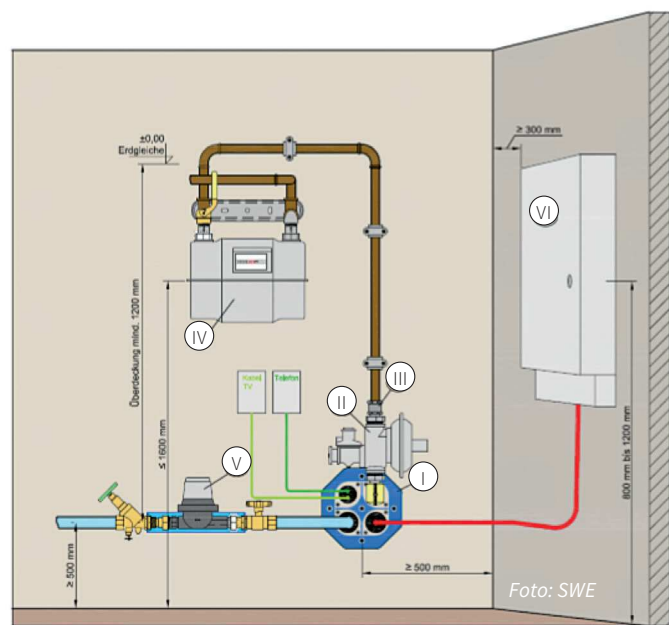 ±0,00
Erdgleiche
≥ 300 mm
VI
Überdeckung mind. 1200 mm
IV
≤ 1600 mm
Kabel
TV
Telefon
III
II
V
I
800 mm bis 1200 mm
≥ 500 mm
≥ 500 mm
Foto: SWE